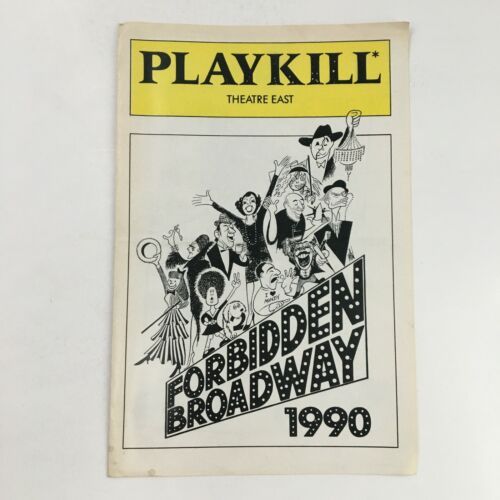 PLAYKILL*
THEATRE EAST
FORBIDDEN
BROADWAY
1990